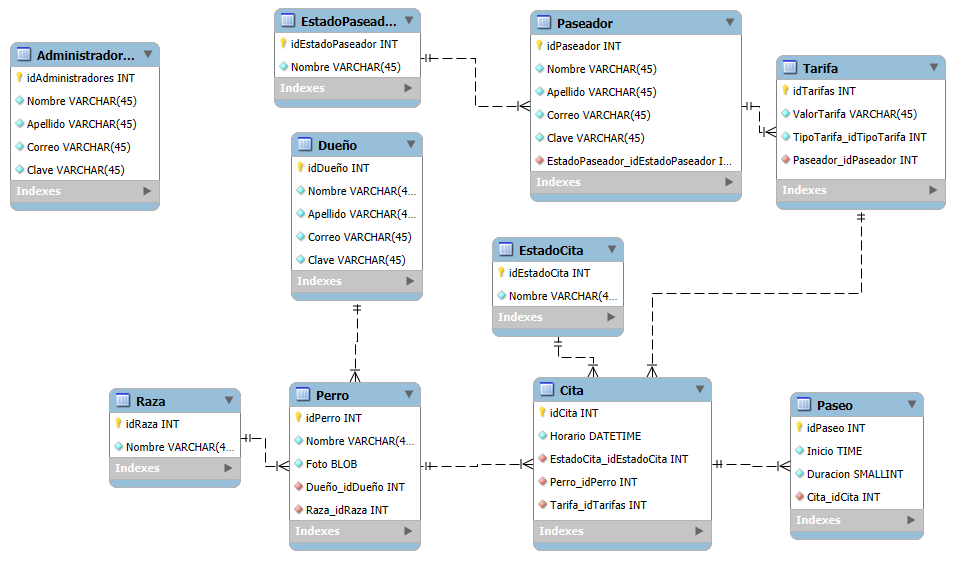 Administrador...
idAdministradores INT
Nombre VARCHAR(45)
Apellido VARCHAR(45)
Correo VARCHAR(45)
Clave VARCHAR(45)
Indexes
EstadoPasead...
idEstadoPaseador INT
Nombre VARCHAR(45)
Indexes
Paseador
idPaseador INT
Nombre VARCHAR(45)
Apellido VARCHAR(45)
Correo VARCHAR(45)
Clave VARCHAR(45)
EstadoPaseador_idEstadoPaseador I...
Indexes
Tarifa
idTarifas INT
ValorTarifa VARCHAR(45)
TipoTarifa_idTipoTarifa INT
Paseador_idPaseador INT
Indexes
Dueño
idDueño INT
Nombre VARCHAR(4...
Apellido VARCHAR(4...
Correo VARCHAR(45)
Clave VARCHAR(45)
Indexes
EstadoCita
idEstadoCita INT
Nombre VARCHAR(4...
Indexes
Raza
idRaza INT
Nombre VARCHAR(4...
Indexes
Perro
idPerro INT
Nombre VARCHAR(4...
Foto BLOB
Dueño_idDueño INT
Raza_idRaza INT
Indexes
Cita
idCita INT
Horario DATETIME
EstadoCita_idEstadoCita INT
Perro_idPerro INT
Tarifa_idTarifas INT
Indexes
Paseo
idPaseo INT
Inicio TIME
Duracion SMALLINT
Cita_idCita INT
Indexes